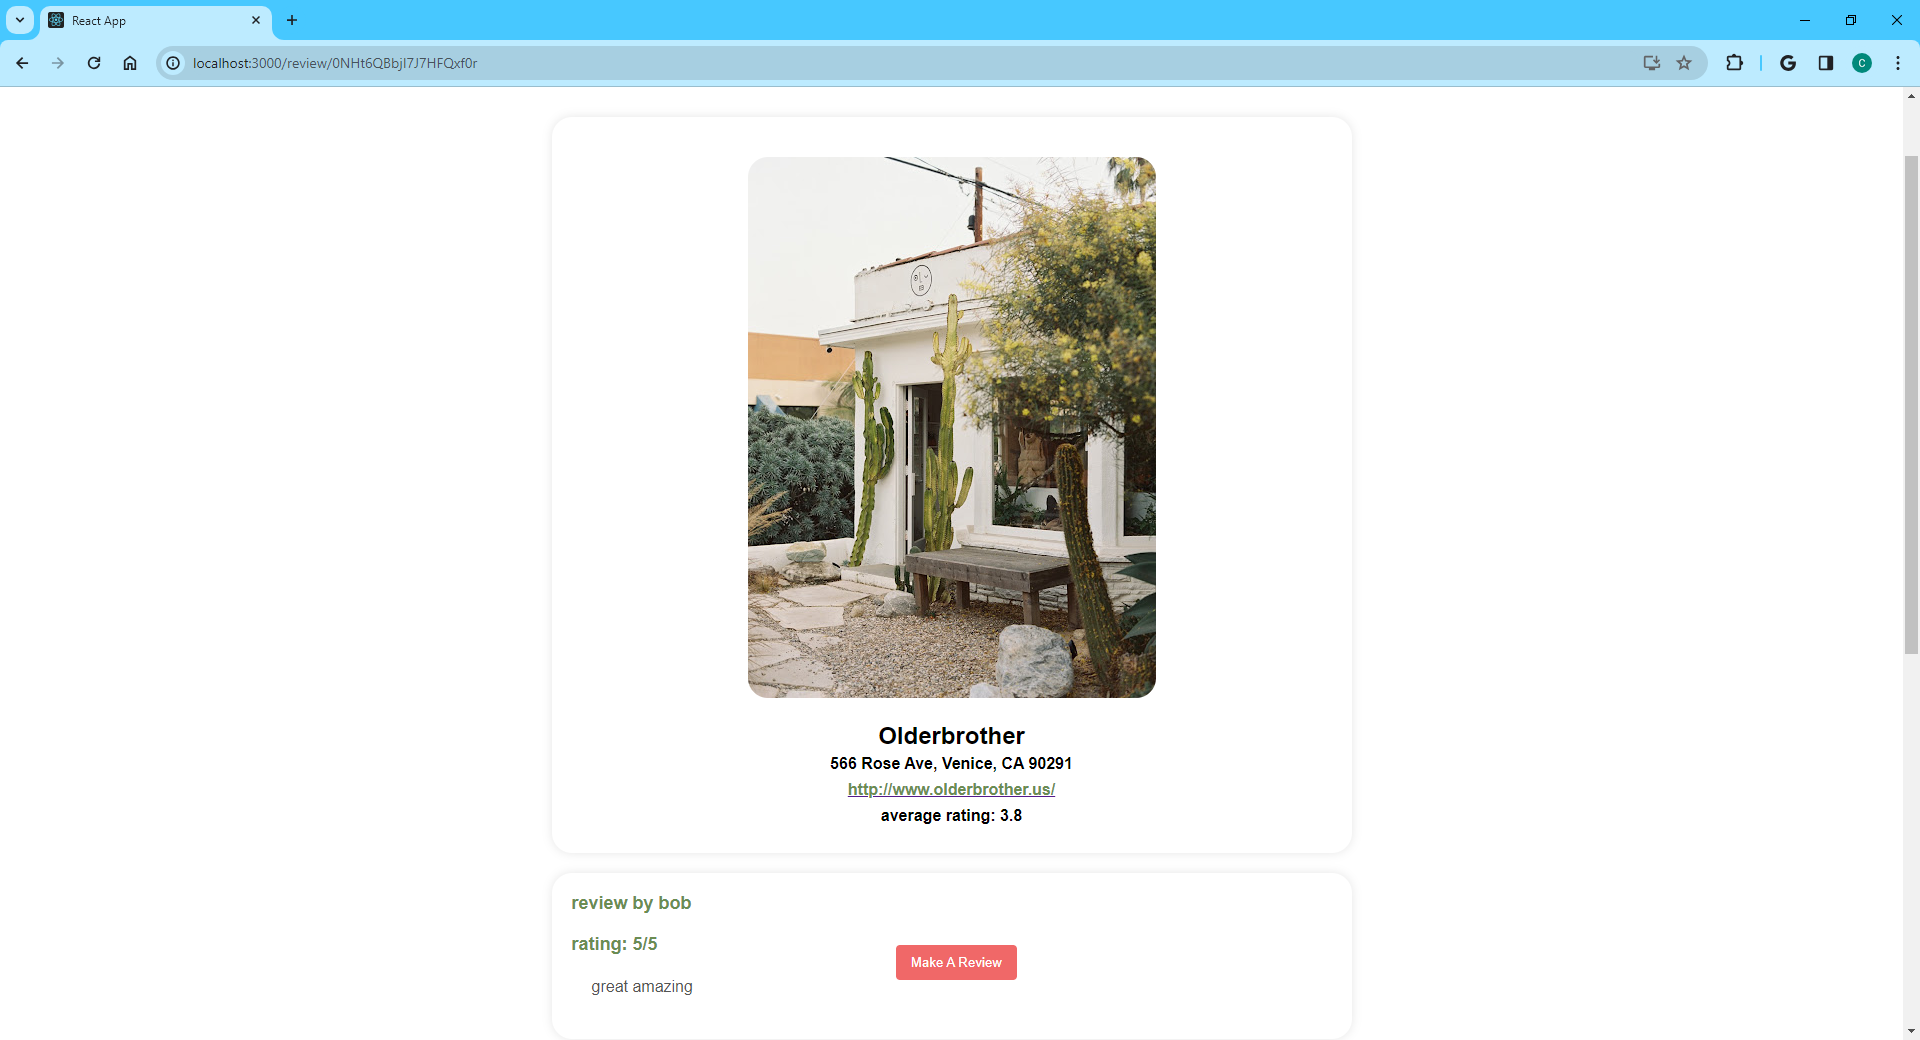 React App
localhost:3000/review/0NHt6QBbjI7J7HFQxf0r
C
Olderbrother
566 Rose Ave, Venice, CA 90291
http://www.olderbrother.us/
average rating: 3.8
review by bob
rating: 5/5
great amazing
Make A Review